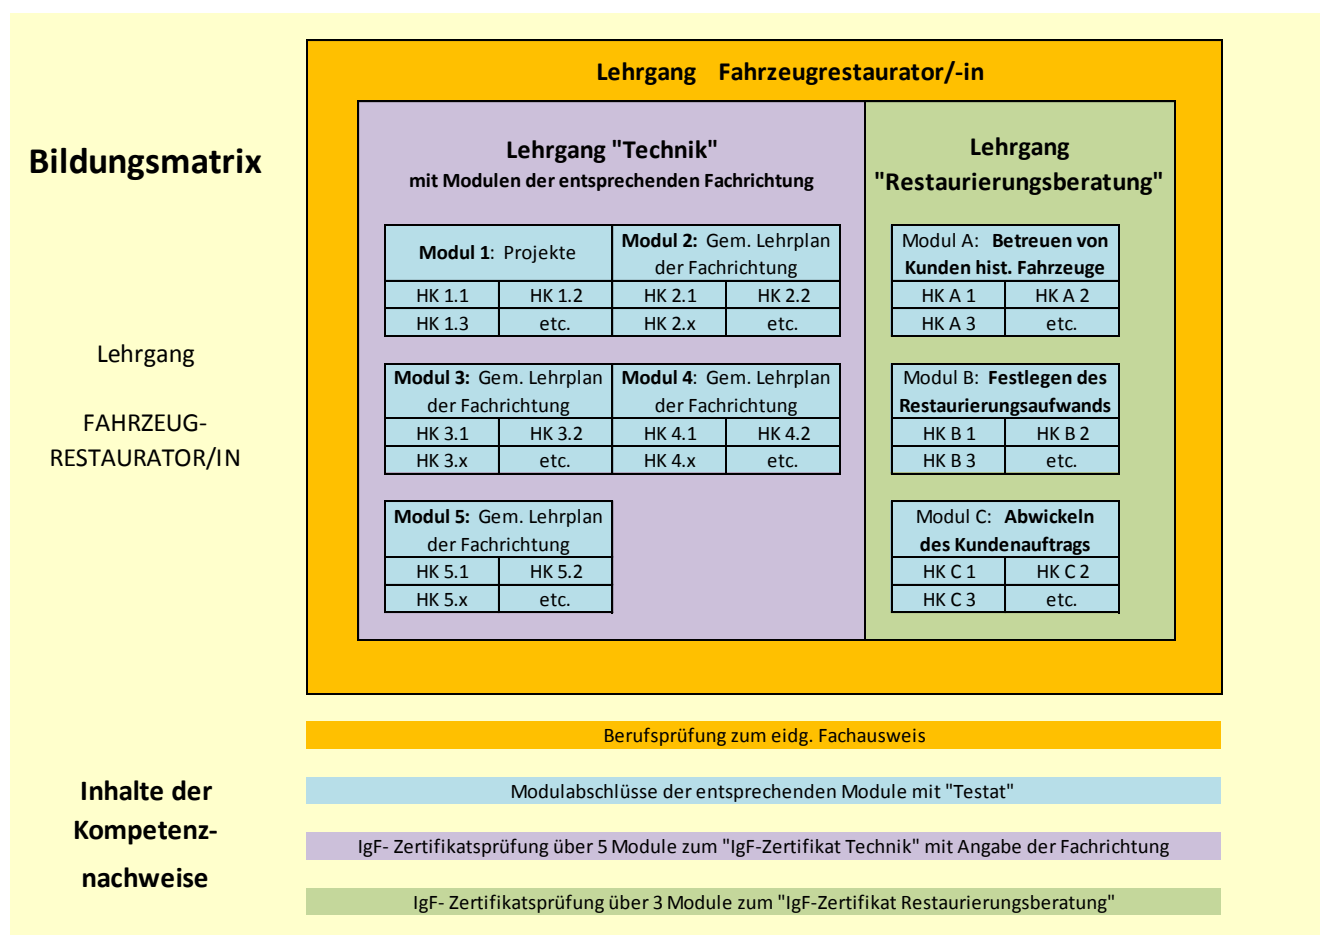 Lehrgang Fahrzeugrestaurator/-in
Bildungsmatrix
Lehrgang
FAHRZEUG-
RESTAURATOR/IN
Lehrgang "Technik"
mit Modulen der entsprechenden Fachrichtung
Modul 1: Projekte
HK 1.1 HK 1.2
HK 1.3 etc.
Modul 2: Gem. Lehrplan
der Fachrichtung
HK 2.1 HK 2.2
HK 2.x etc.
Modul 3: Gem. Lehrplan
der Fachrichtung
HK 3.1 HK 3.2
HK 3.x etc.
Modul 4: Gem. Lehrplan
der Fachrichtung
HK 4.1 HK 4.2
HK 4.x etc.
Modul 5: Gem. Lehrplan
der Fachrichtung
HK 5.1 HK 5.2
HK 5.x etc.
Lehrgang
"Restaurierungsberatung"
Modul A: Betreuen von
Kunden hist. Fahrzeuge
HK A 1 HK A 2
HK A 3 etc.
Modul B: Festlegen des
Restaurierungsaufwands
HK B 1 HK B 2
HK B 3 etc.
Modul C: Abwickeln
des Kundenauftrags
HK C 1 HK C 2
HK C 3 etc.
Inhalte der
Kompetenz-
nachweise
Berufsprüfung zum eidg. Fachausweis
Modulabschlüsse der entsprechenden Module mit "Testat"
IgF- Zertifikatsprüfung über 5 Module zum "IgF-Zertifikat Technik" mit Angabe der Fachrichtung
IgF- Zertifikatsprüfung über 3 Module zum "IgF-Zertifikat Restaurierungsberatung"